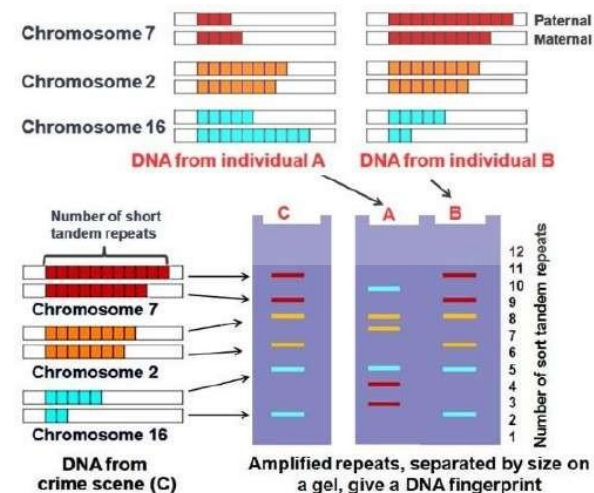 Chromosome 7
Paternal
Maternal
Chromosome 2
Chromosome 16
DNA from individual A
DNA from individual B
Number of short
tandem repeats
Chromosome 7
Chromosome 2
Chromosome 16
DNA from
crime scene (C)
C
A
B
12
11
10
9
8
7
6
5
4
3
2
1
Number of sort tandem repeats
Amplified repeats, separated by size on
a gel, give a DNA fingerprint